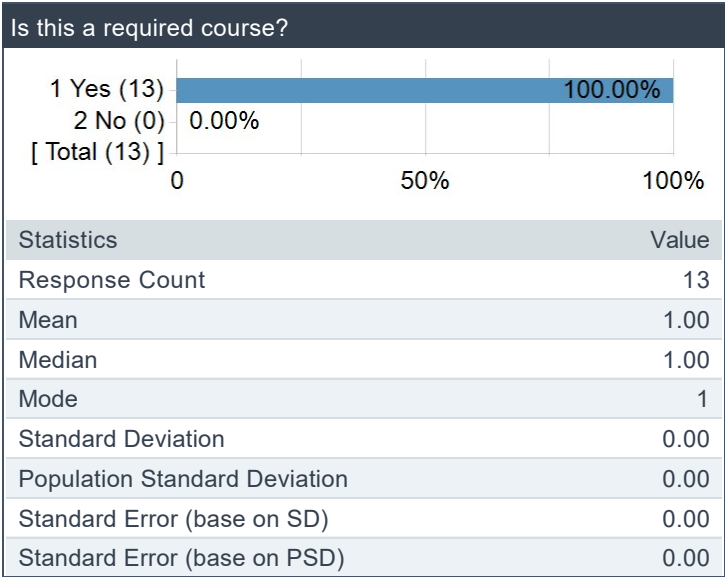 Is this a required course?
1 Yes (13) 100.00%
2 No (0) 0.00%
[ Total (13) ]
0 50% 100%
Statistics Value
Response Count 13
Mean 1.00
Median 1.00
Mode 1
Standard Deviation 0.00
Population Standard Deviation 0.00
Standard Error (base on SD) 0.00
Standard Error (base on PSD) 0.00